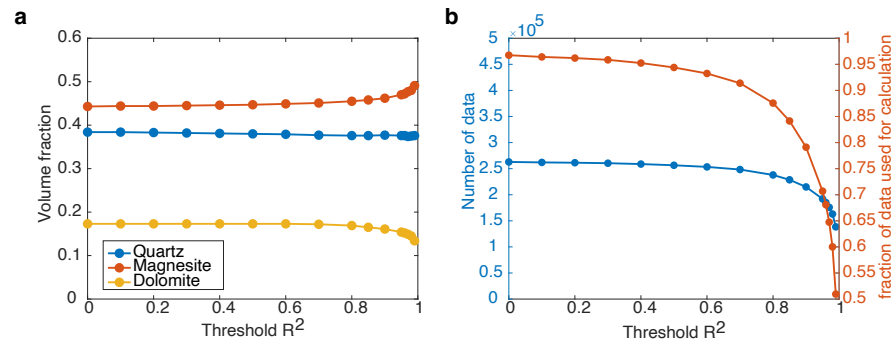 a
0.6
0.5
0.4
0.3
0.2
0.1
0
Volume fraction
Quartz
Magnesite
Dolomite
0 0.2 0.4 0.6 0.8 1
Threshold R²
b
×10⁵
5
4.5
4
3.5
3
2.5
2
1.5
1
0.5
0
Number of data
1
0.95
0.9
0.85
0.8
0.75
0.7
0.65
0.6
0.55
0.5
fraction of data used for calculation
0 0.2 0.4 0.6 0.8 1
Threshold R²